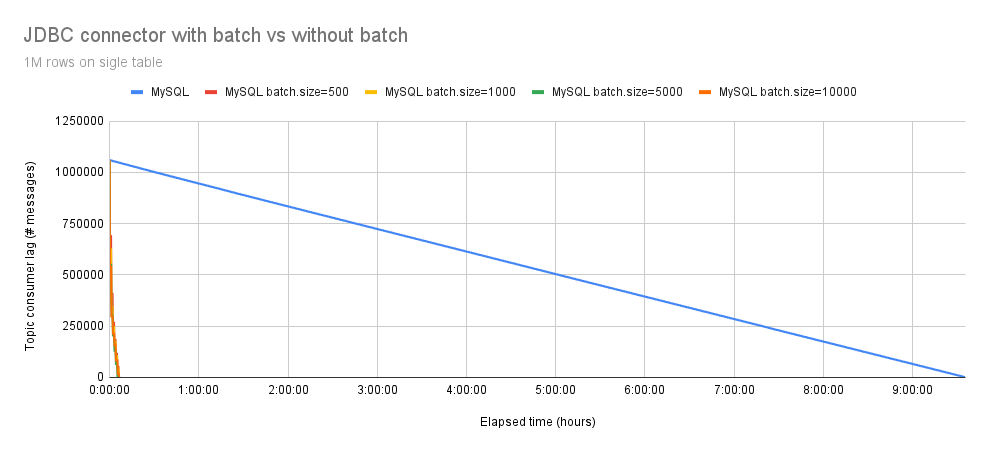 JDBC connector with batch vs without batch
1M rows on sigle table
MySQL MySQL batch.size=500 MySQL batch.size=1000 MySQL batch.size=5000 MySQL batch.size=10000
Topic consumer lag (# messages)
1250000
1000000
750000
500000
250000
0
0:00:00 1:00:00 2:00:00 3:00:00 4:00:00 5:00:00 6:00:00 7:00:00 8:00:00 9:00:00
Elapsed time (hours)